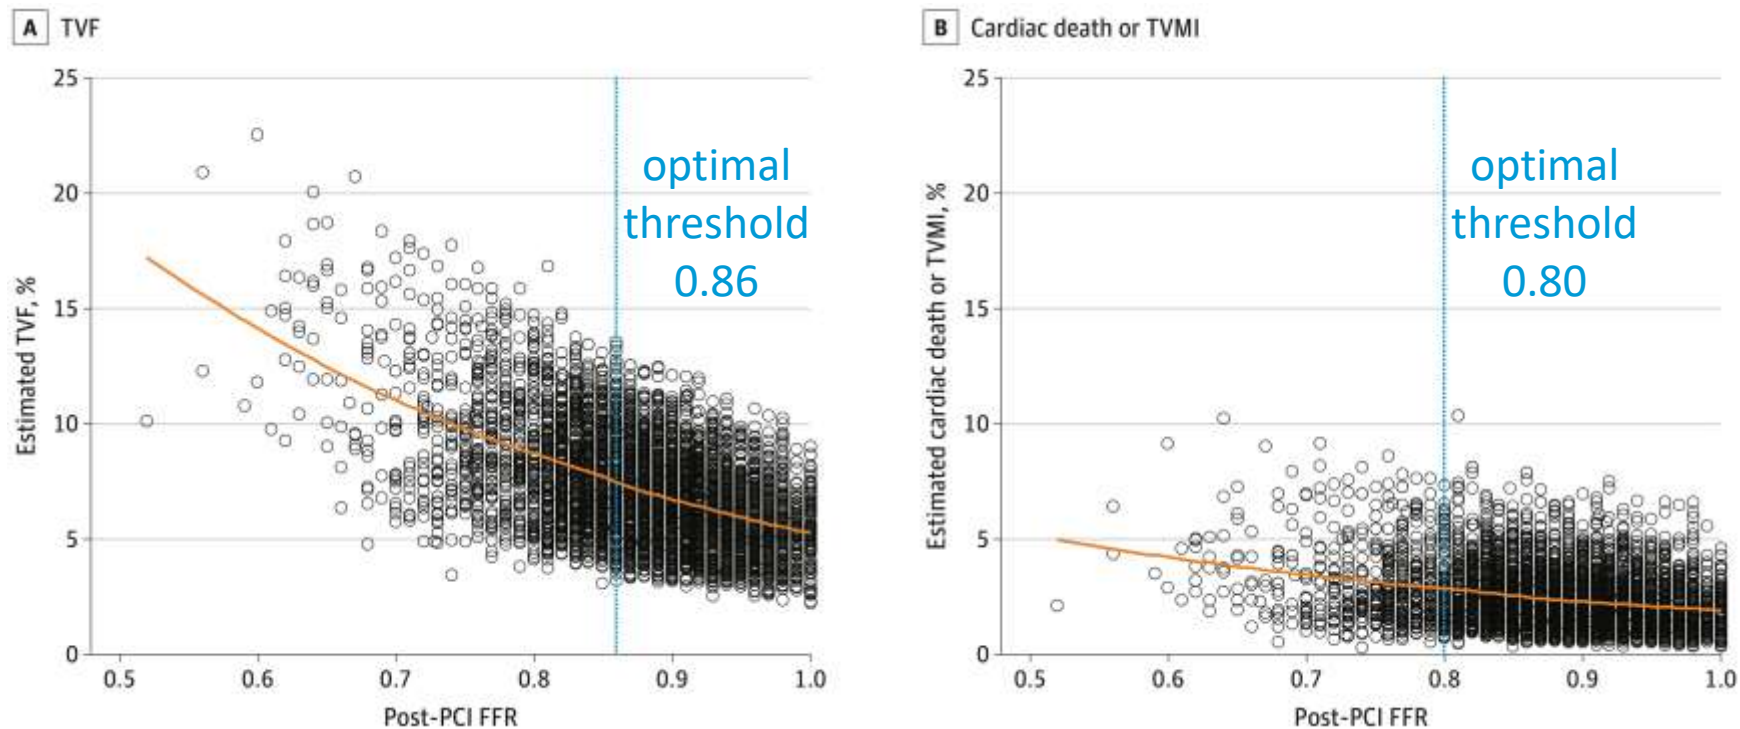 A TVF
25
20
15
10
5
0
Estimated TVF, %
optimal
threshold
0.86
0.5 0.6 0.7 0.8 0.9 1.0
Post-PCI FFR
B Cardiac death or TVMI
25
20
15
10
5
0
Estimated cardiac death or TVMI, %
optimal
threshold
0.80
0.5 0.6 0.7 0.8 0.9 1.0
Post-PCI FFR